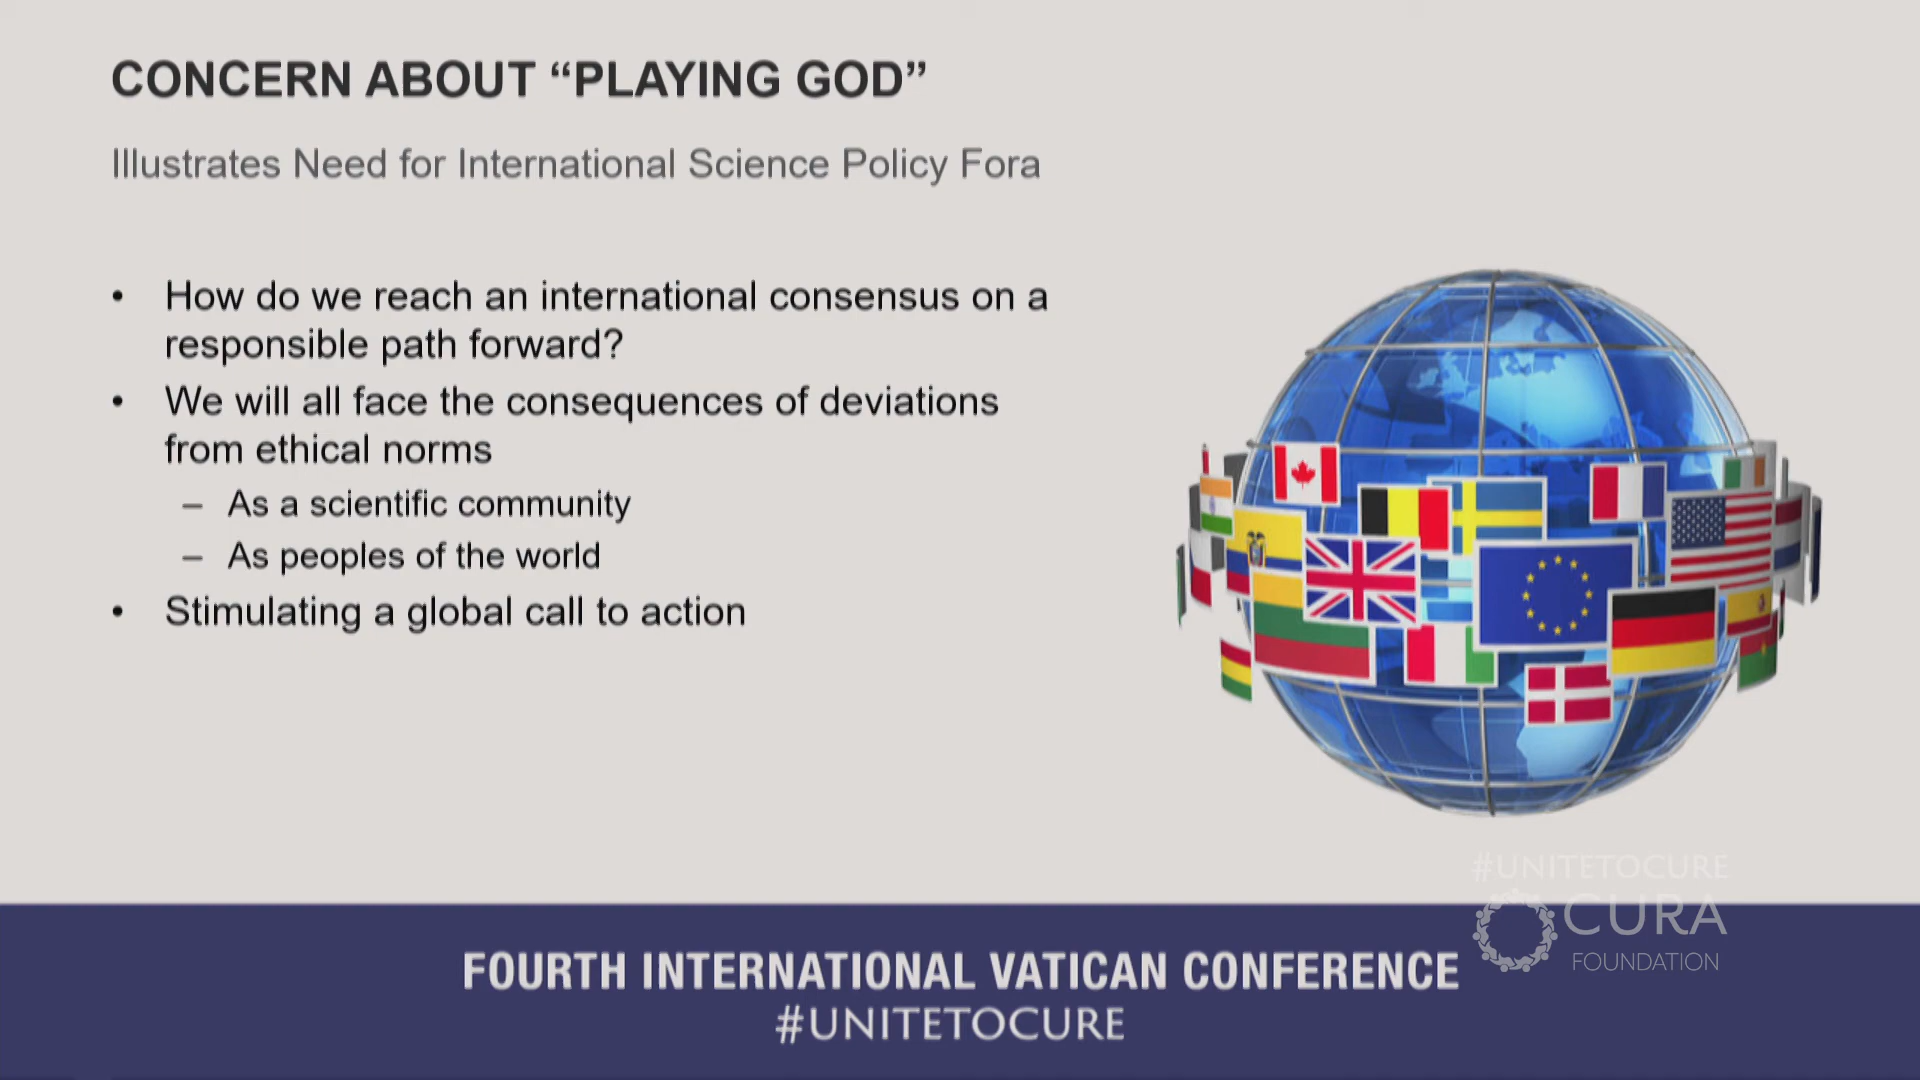 CONCERN ABOUT “PLAYING GOD”
Illustrates Need for International Science Policy Fora
• How do we reach an international consensus on a
responsible path forward?
• We will all face the consequences of deviations
from ethical norms
– As a scientific community
– As peoples of the world
• Stimulating a global call to action
#UNITETOCURE
CURA
FOUNDATION
FOURTH INTERNATIONAL VATICAN CONFERENCE
#UNITETOCURE